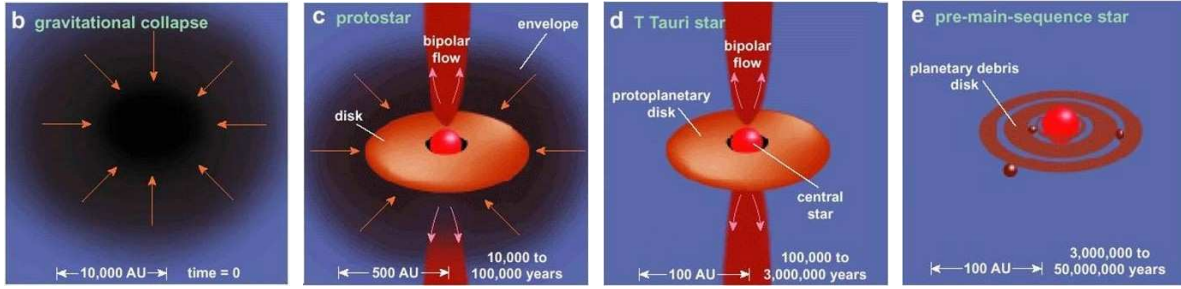 b gravitational collapse
10,000 AU time = 0
c protostar
envelope
bipolar
flow
disk
500 AU
10,000 to
100,000 years
d T Tauri star
bipolar
flow
protoplanetary
disk
central
star
100 AU
100,000 to
3,000,000 years
e pre-main-sequence star
planetary debris
disk
100 AU
3,000,000 to
50,000,000 years